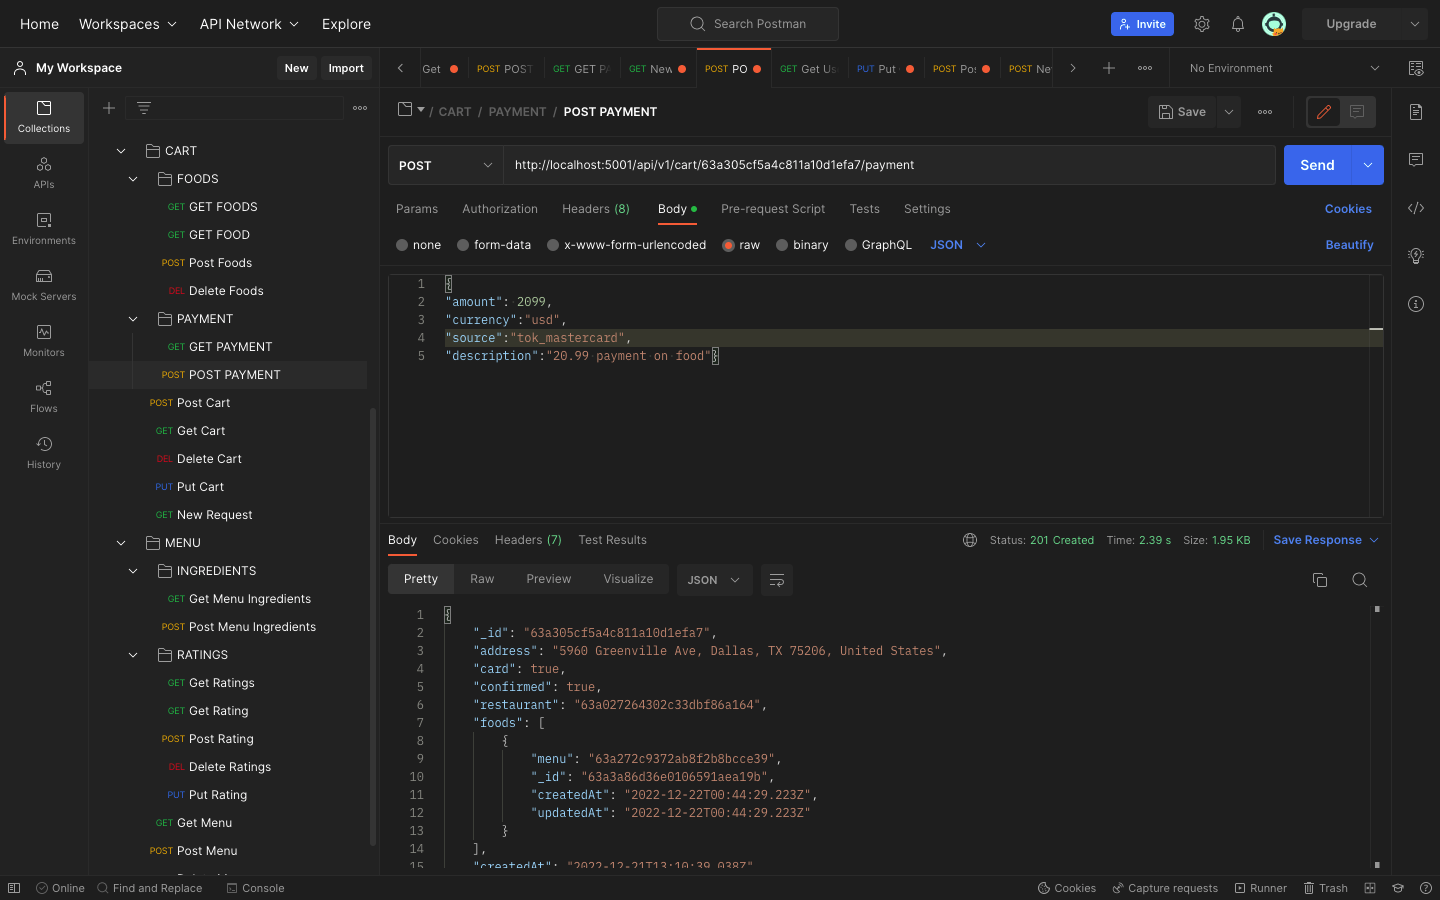 Home Workspaces API Network Explore Search Postman Invite Upgrade
My Workspace New Import
Get POST POST GET GET PA GET New POST PO GET Get Us PUT Put POST Pos POST Ne No Environment
Collections
APIs
Environments
Mock Servers
Monitors
Flows
History
CART
FOODS
GET GET FOODS
GET GET FOOD
POST Post Foods
DEL Delete Foods
PAYMENT
GET GET PAYMENT
POST POST PAYMENT
POST Post Cart
GET Get Cart
DEL Delete Cart
PUT Put Cart
GET New Request
MENU
INGREDIENTS
GET Get Menu Ingredients
POST Post Menu Ingredients
RATINGS
GET Get Ratings
GET Get Rating
POST Post Rating
DEL Delete Ratings
PUT Put Rating
GET Get Menu
POST Post Menu
/ CART / PAYMENT / POST PAYMENT Save
POST http://localhost:5001/api/v1/cart/63a305cf5a4c811a10d1efa7/payment Send
Params Authorization Headers (8) Body Pre-request Script Tests Settings Cookies
none form-data x-www-form-urlencoded raw binary GraphQL JSON Beautify
1 {
2 "amount": 2099,
3 "currency":"usd",
4 "source":"tok_mastercard",
5 "description":"20.99 payment on food"}
Body Cookies Headers (7) Test Results Status: 201 Created Time: 2.39 s Size: 1.95 KB Save Response
Pretty Raw Preview Visualize JSON
1 {
2 "_id": "63a305cf5a4c811a10d1efa7",
3 "address": "5960 Greenville Ave, Dallas, TX 75206, United States",
4 "card": true,
5 "confirmed": true,
6 "restaurant": "63a027264302c33dbf86a164",
7 "foods": [
8 {
9 "menu": "63a272c9372ab8f2b8bcce39",
10 "_id": "63a3a86d36e0106591aea19b",
11 "createdAt": "2022-12-22T00:44:29.223Z",
12 "updatedAt": "2022-12-22T00:44:29.223Z"
13 }
14 ],
15 "createdAt": "2022-12-21T13:10:39.038Z"
Online Find and Replace Console Cookies Capture requests Runner Trash